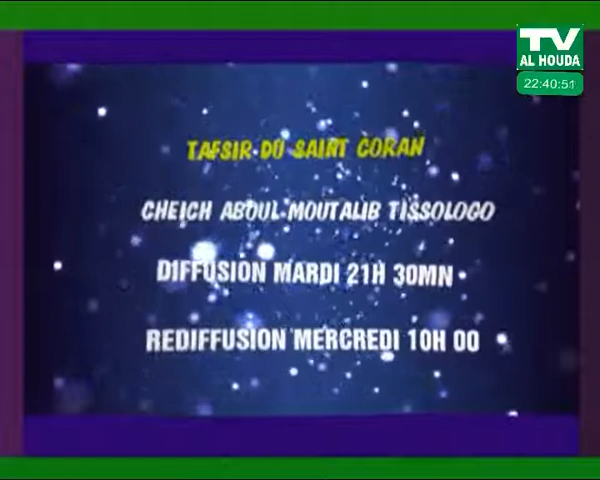 TV
AL HOUDA
22:40:51
TAFSIR DU SAINT CORAN
CHEICH ABOUL MOUTALIB TISSOLOGO
DIFFUSION MARDI 21H 30MN
REDIFFUSION MERCREDI 10H 00